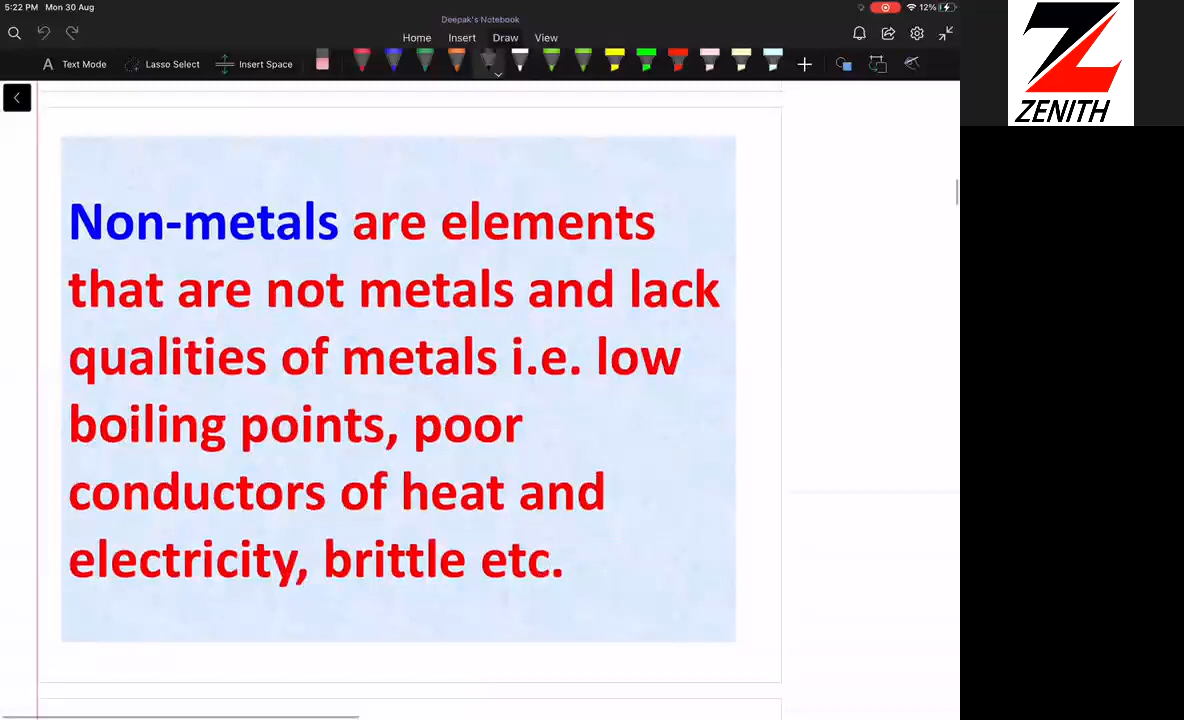 5:22 PM Mon 30 Aug
12%
Deepak's Notebook
Home Insert Draw View
A Text Mode Lasso Select Insert Space
ZENITH
Non-metals are elements
that are not metals and lack
qualities of metals i.e. low
boiling points, poor
conductors of heat and
electricity, brittle etc.